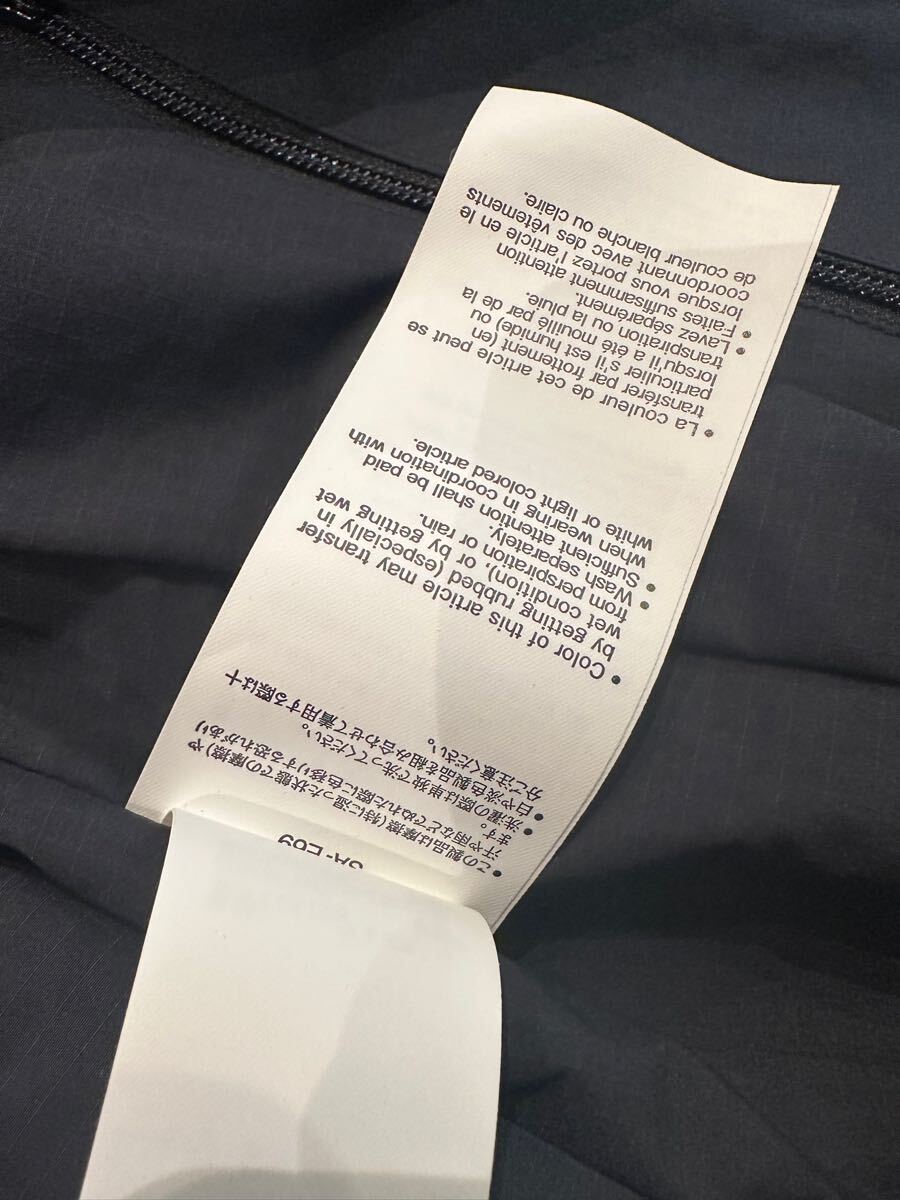 • この製品は摩擦(特に湿った状態での摩擦)や
汗や雨などでぬれた際に色移りする恐れがあり
ます。
• 洗濯の際は単独で洗ってください。
• 白や淡色製品を組み合わせて着用する際は十
分ご注意ください。
• Color of this article may transfer
by getting rubbed (especially in
wet condition), or by getting wet
from perspiration or rain.
• Wash separately.
• Sufficient attention shall be paid
when wearing in coordination with
white or light colored article.
• La couleur de cet article peut se
transférer par frottement (en
particulier s'il est humide) ou
lorsqu'il a été mouillé par de la
transpiration ou la pluie.
• Lavez séparément.
• Faites suffisamment attention
lorsque vous portez l'article en le
coordonnant avec des vêtements
de couleur blanche ou claire.